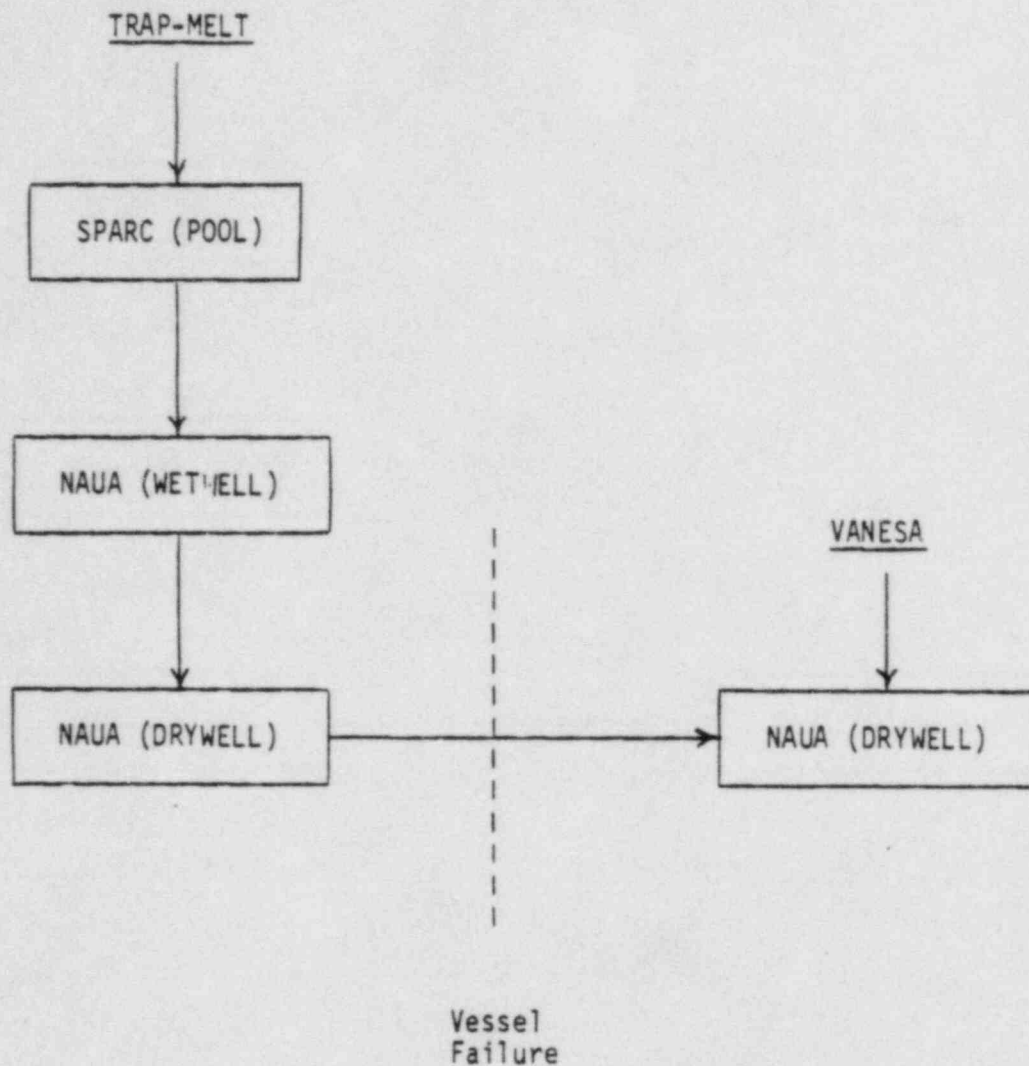 TRAP-MELT
SPARC (POOL)
NAUA (WETWELL)
VANESA
NAUA (DRYWELL)
NAUA (DRYWELL)
Vessel
Failure